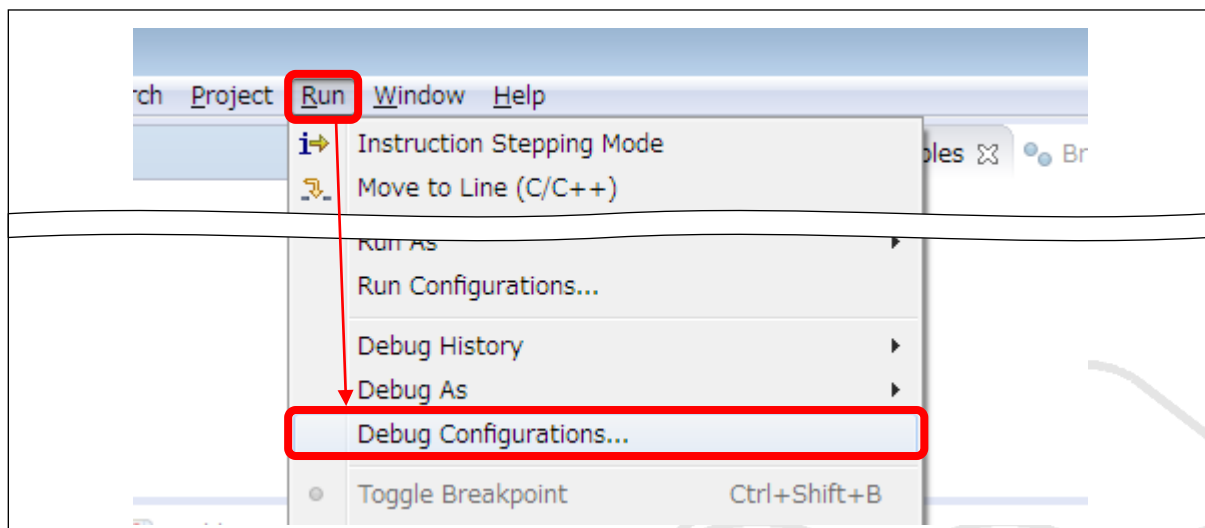 rch Project Run Window Help
Instruction Stepping Mode
bles Br
Move to Line (C/C++)
Run As
Run Configurations...
Debug History
Debug As
Debug Configurations...
Toggle Breakpoint Ctrl+Shift+B